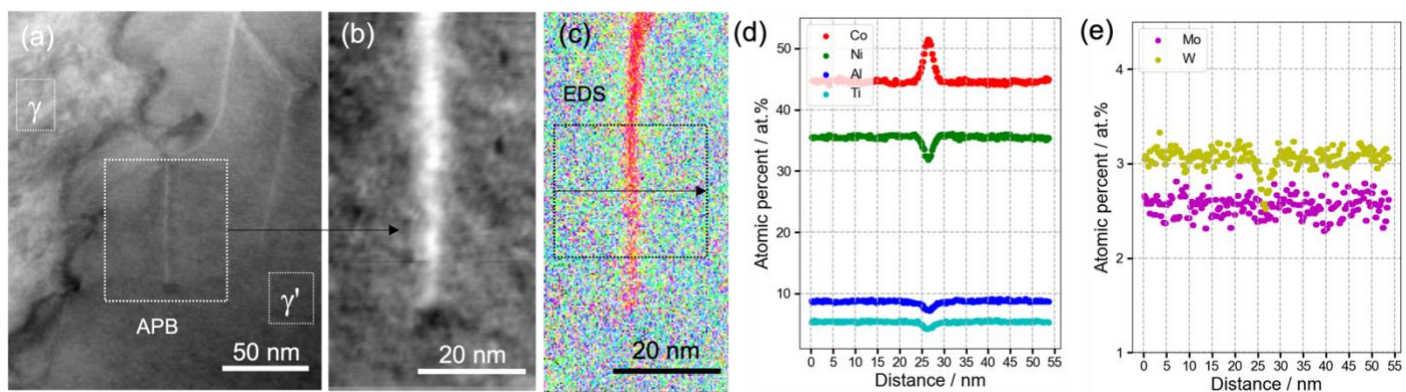 (a)
γ
APB
γ'
50 nm
(b)
20 nm
(c)
EDS
20 nm
(d)
Co
Ni
Al
Ti
Atomic percent / at.%
50
40
30
20
10
0 5 10 15 20 25 30 35 40 45 50 55
Distance / nm
(e)
Mo
W
Atomic percent / at.%
4
3
2
1
0 5 10 15 20 25 30 35 40 45 50 55
Distance / nm